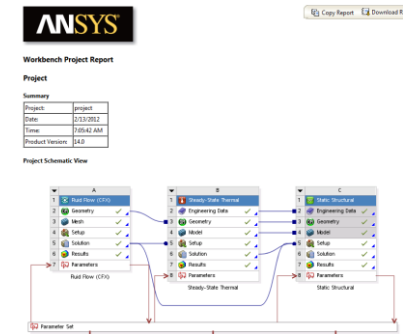 ANSYS®
Copy Report Download R
Workbench Project Report
Project
Summary
Project: project
Date: 2/13/2012
Time: 7:05:42 AM
Product Version: 14.0
Project Schematic View
A
1 Fluid Flow (CFX)
2 Geometry
3 Mesh
4 Setup
5 Solution
6 Results
7 Parameters
Fluid Flow (CFX)
B
1 Steady-State Thermal
2 Engineering Data
3 Geometry
4 Model
5 Setup
6 Solution
7 Results
8 Parameters
Steady-State Thermal
C
1 Static Structural
2 Engineering Data
3 Geometry
4 Model
5 Setup
6 Solution
7 Results
8 Parameters
Static Structural
Parameter Set